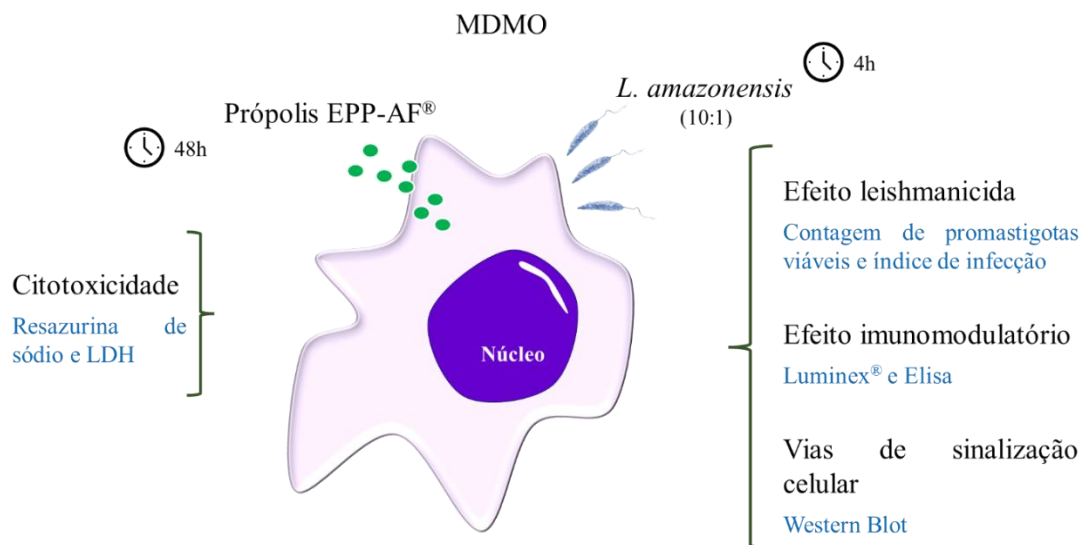 MDMO
4h
L. amazonensis
(10:1)
Própolis EPP-AF®
48h
Citotoxicidade
Resazurina de
sódio e LDH
Núcleo
Efeito leishmanicida
Contagem de promastigotas
viáveis e índice de infecção
Efeito imunomodulatório
Luminex® e Elisa
Vias de sinalização
celular
Western Blot